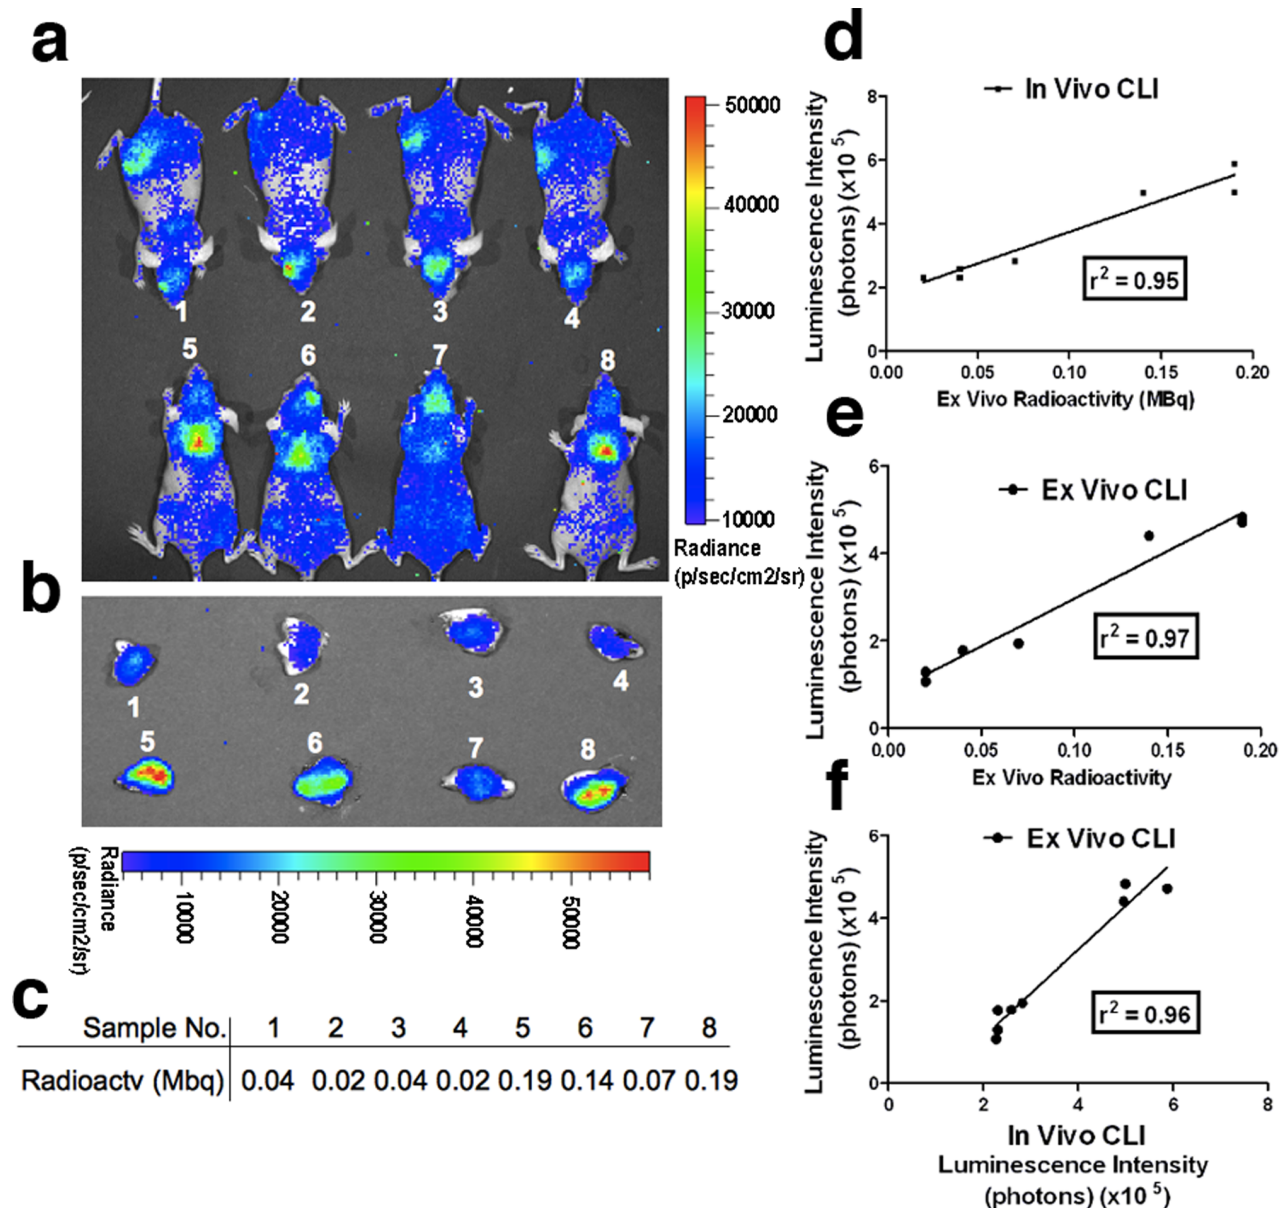 a
1 2 3 4
5 6 7 8
50000
40000
30000
20000
10000
Radiance
(p/sec/cm2/sr)
b
1 2 3 4
5 6 7 8
Radiance
(p/sec/cm2/sr)
10000 20000 30000 40000 50000
c
Sample No. 1 2 3 4 5 6 7 8
Radioactv (Mbq) 0.04 0.02 0.04 0.02 0.19 0.14 0.07 0.19
d
In Vivo CLI
Luminescence Intensity
(photons) (x10 5)
8
6
4
2
0
r2 = 0.95
0.00 0.05 0.10 0.15 0.20
Ex Vivo Radioactivity (MBq)
e
Ex Vivo CLI
Luminescence Intensity
(photons) (x10 5)
6
4
2
0
r2 = 0.97
0.00 0.05 0.10 0.15 0.20
Ex Vivo Radioactivity
f
Ex Vivo CLI
Luminescence Intensity
(photons) (x10 5)
6
4
2
0
r2 = 0.96
0 2 4 6 8
In Vivo CLI
Luminescence Intensity
(photons) (x10 5)